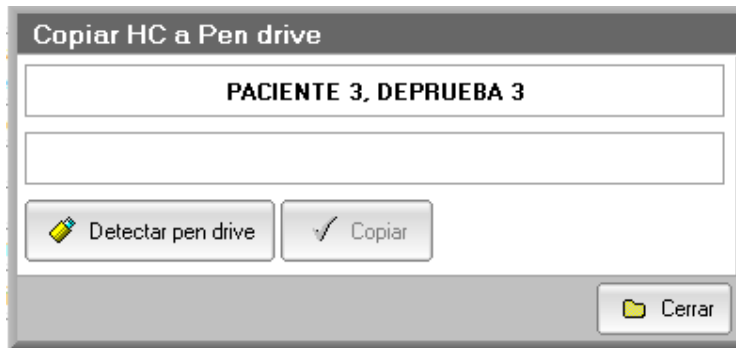 Copiar HC a Pen drive
PACIENTE 3, DEPRUEBA 3
Detectar pen drive
Copiar
Cerrar